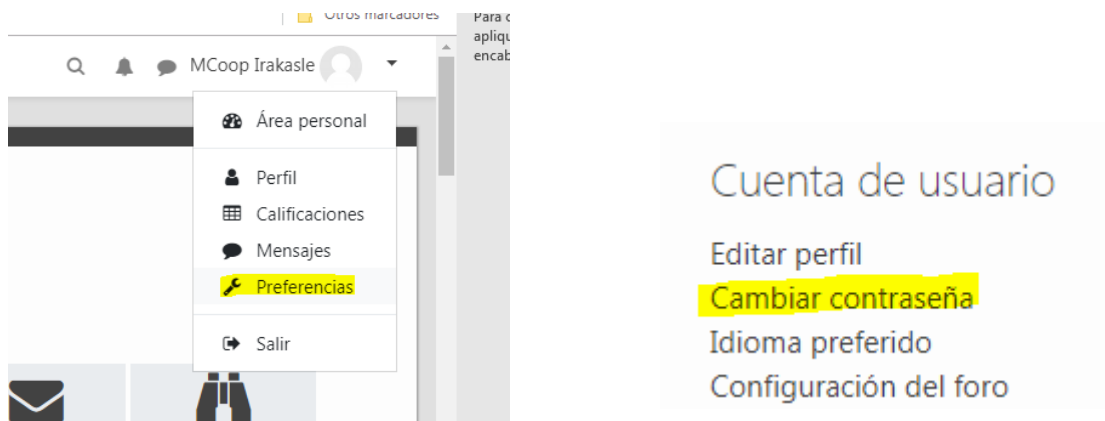 Otros marcadores
Para
apliqu
encab
MCoop Irakasle
Área personal
Perfil
Calificaciones
Mensajes
Preferencias
Salir
Cuenta de usuario
Editar perfil
Cambiar contraseña
Idioma preferido
Configuración del foro